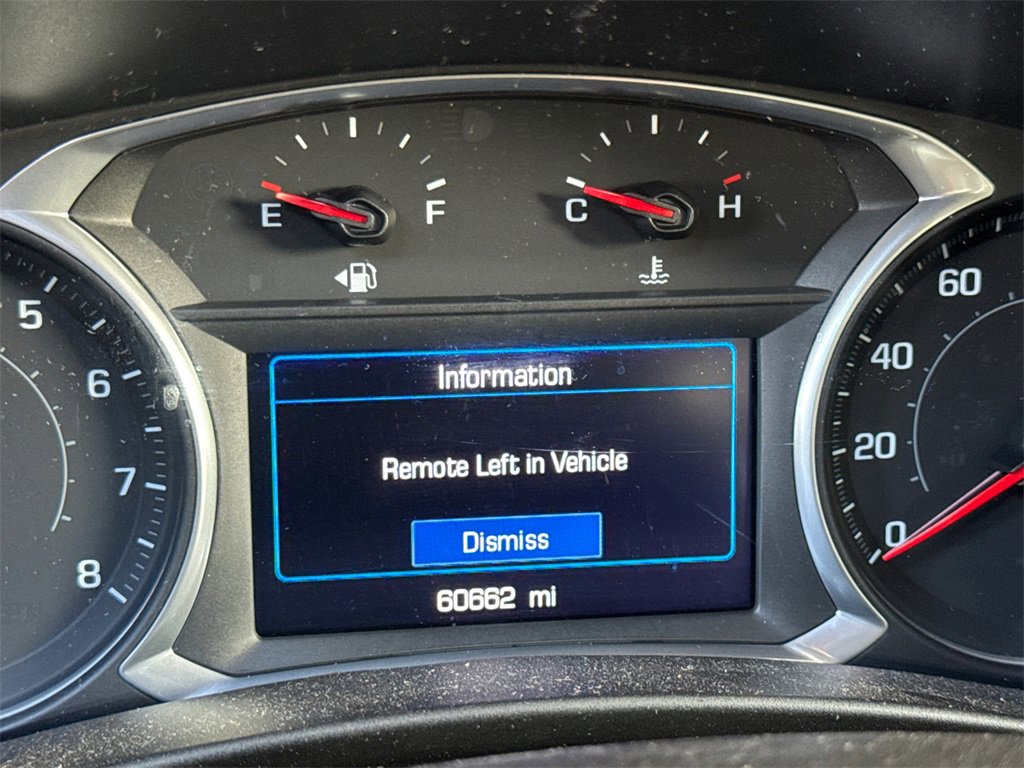 E F
C H
5
6
7
8
60
40
20
0
Information
Remote Left in Vehicle
Dismiss
60662 mi